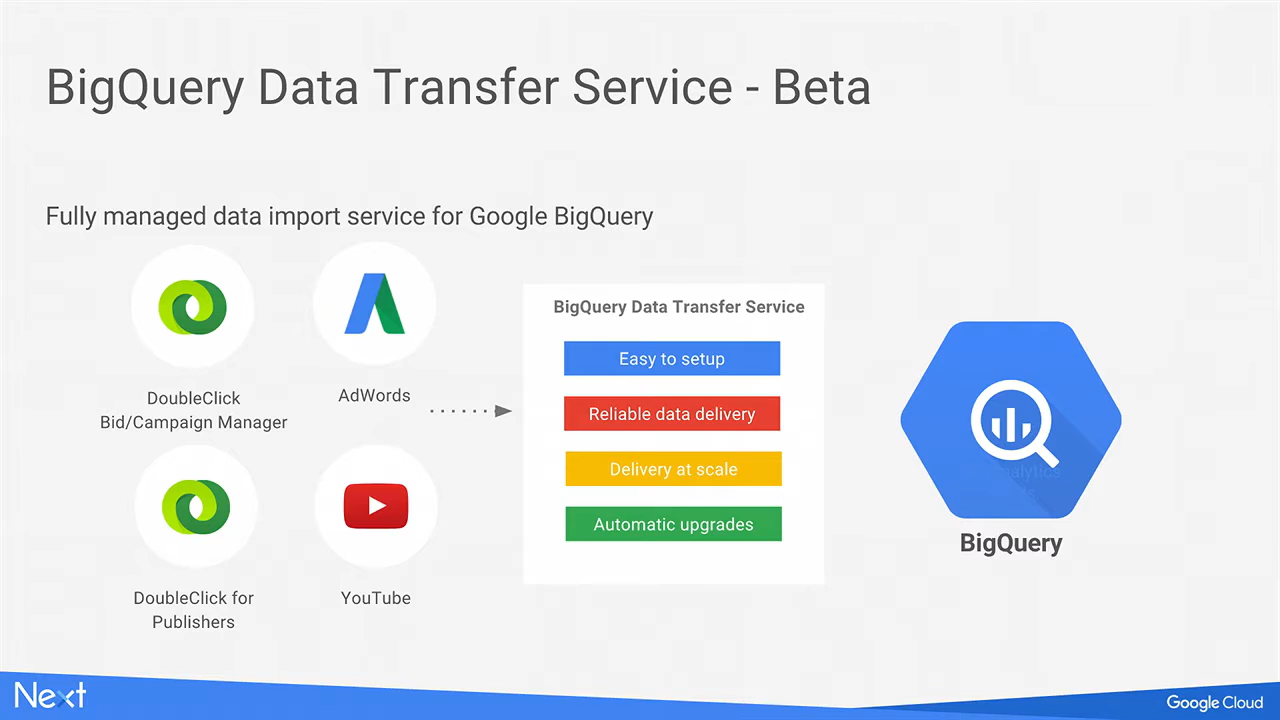 BigQuery Data Transfer Service - Beta
Fully managed data import service for Google BigQuery
DoubleClick
Bid/Campaign Manager
AdWords
DoubleClick for
Publishers
YouTube
BigQuery Data Transfer Service
Easy to setup
Reliable data delivery
Delivery at scale
Automatic upgrades
BigQuery
Next
Google Cloud